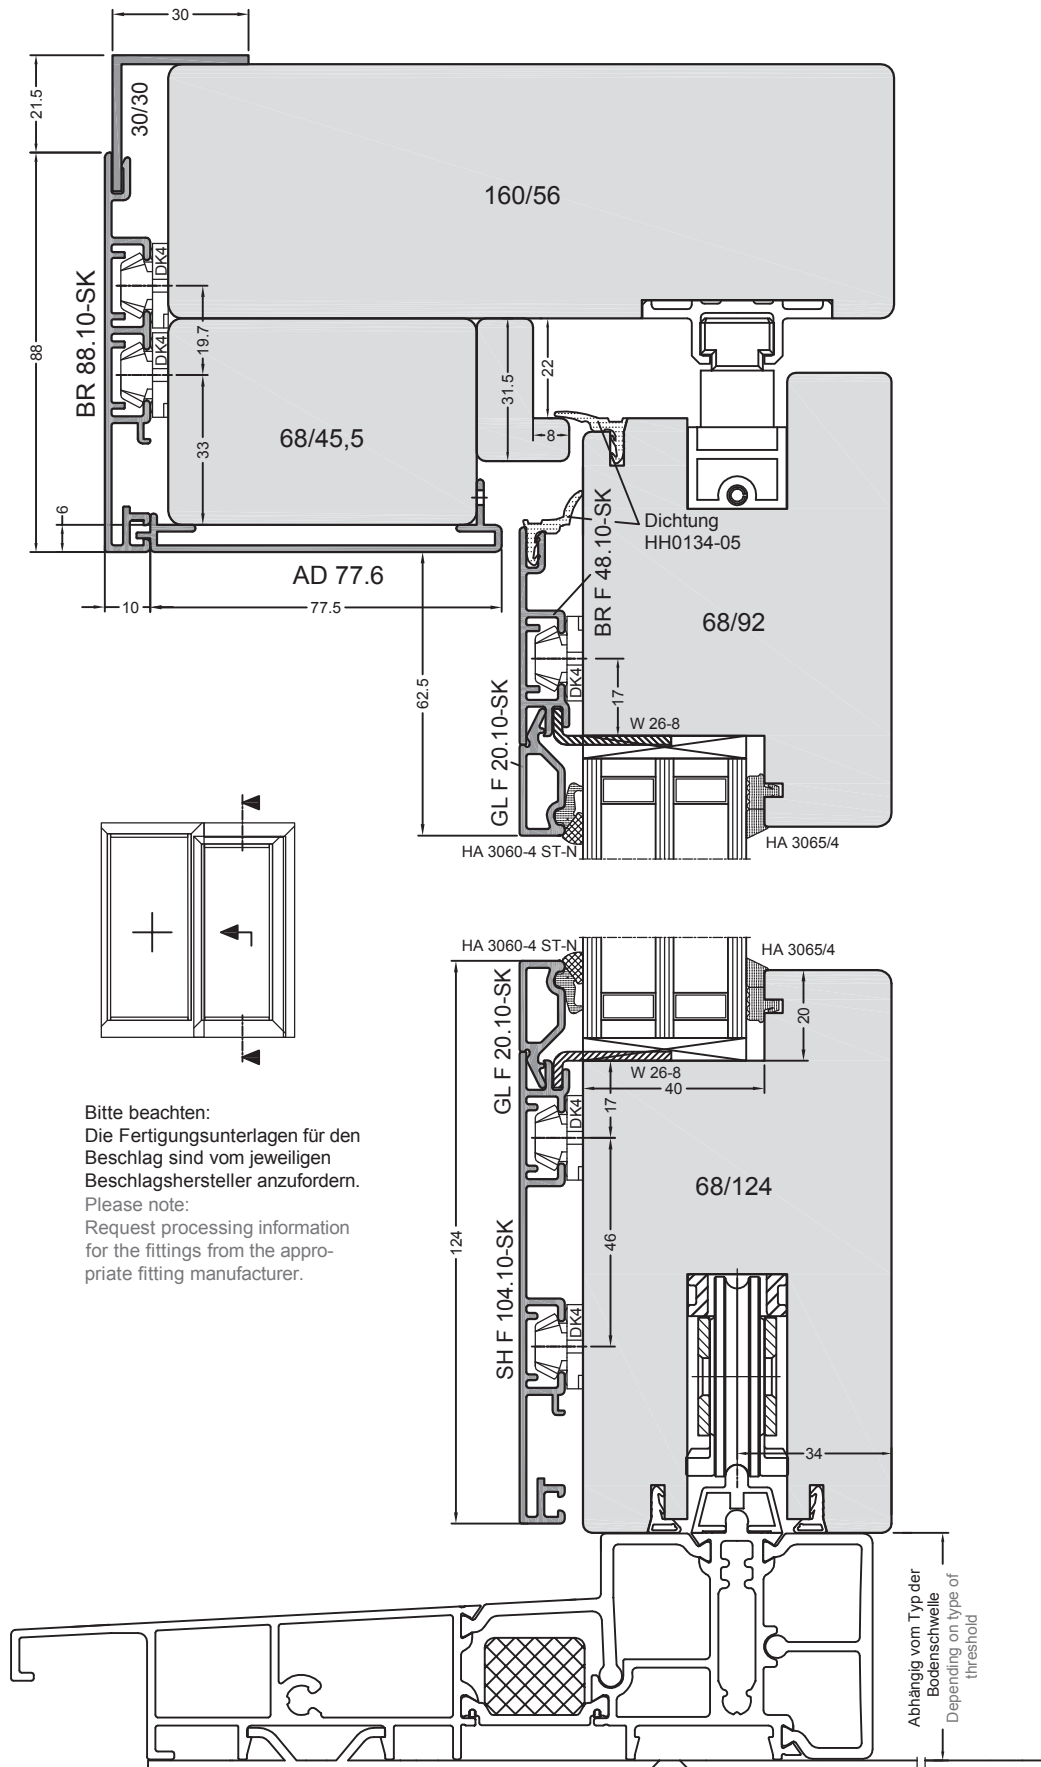 30
21.5
30/30
160/56
BR 88.10-SK
88
DK4
19.7
DK4
33
68/45,5
31.5
22
8
6
AD 77.6
10
77.5
Dichtung
HH0134-05
BR F 48.10-SK
68/92
62.5
DK4
17
GL F 20.10-SK
W 26-8
HA 3060-4 ST-N
HA 3065/4
HA 3060-4 ST-N
HA 3065/4
GL F 20.10-SK
20
W 26-8
40
17
DK4
Bitte beachten:
Die Fertigungsunterlagen für den
Beschlag sind vom jeweiligen
Beschlagshersteller anzufordern.
Please note:
Request processing information
for the fittings from the appro-
priate fitting manufacturer.
68/124
124
46
SH F 104.10-SK
DK4
34
Abhängig vom Typ der
Bodenschwelle
Depending on type of
threshold